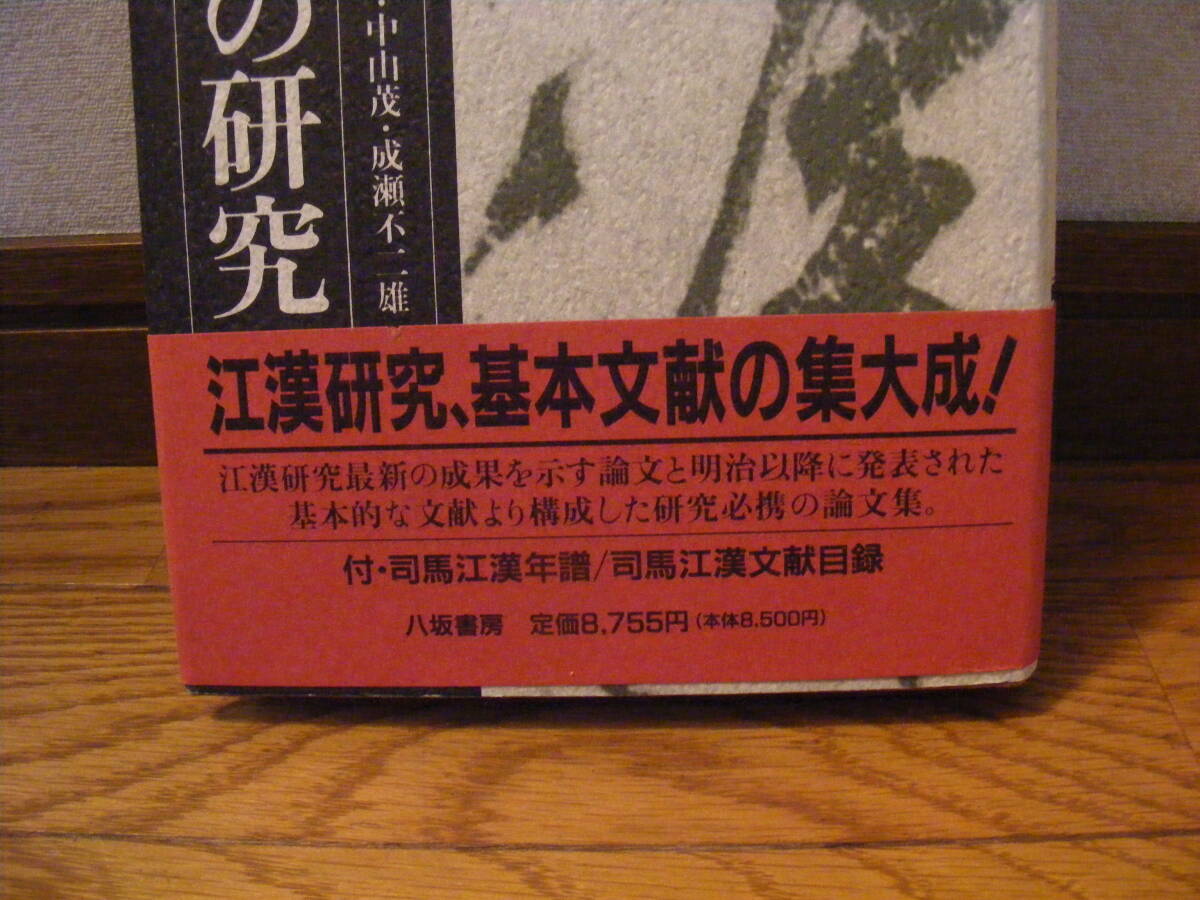 の研究
・中山茂・成瀬不二雄
江漢研究、基本文献の集大成!
江漢研究最新の成果を示す論文と明治以降に発表された
基本的な文献より構成した研究必携の論文集。
付・司馬江漢年譜/司馬江漢文献目録
八坂書房 定価8,755円(本体8,500円)